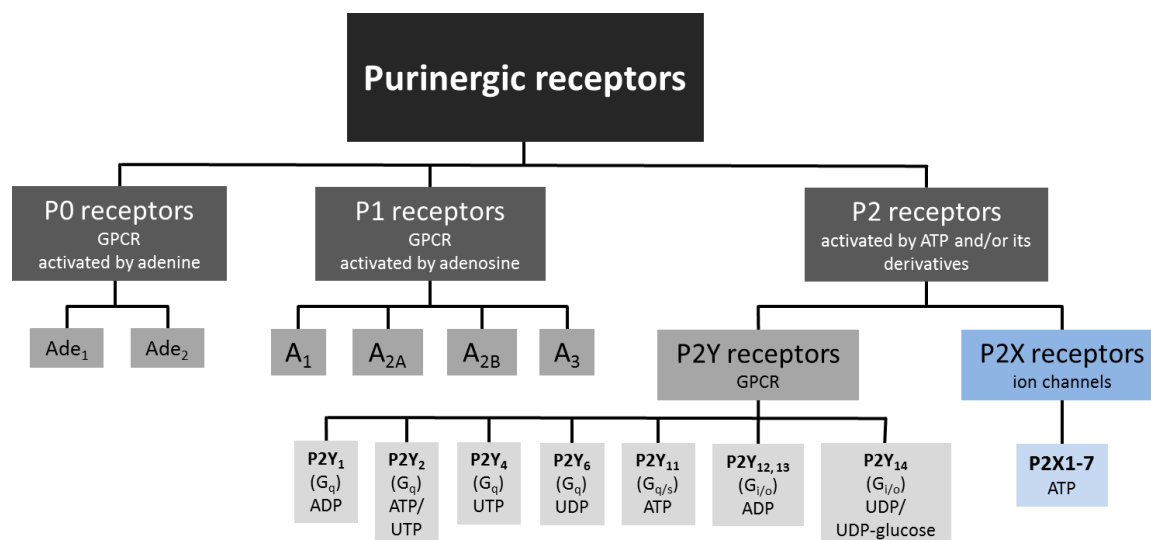 Purinergic receptors
P0 receptors
GPCR
activated by adenine
P1 receptors
GPCR
activated by adenosine
P2 receptors
activated by ATP and/or its
derivatives
Ade₁
Ade₂
A₁
A₂A
A₂B
A₃
P2Y receptors
GPCR
P2X receptors
ion channels
P2Y₁
(Gq)
ADP
P2Y₂
(Gq)
ATP/
UTP
P2Y₄
(Gq)
UTP
P2Y₆
(Gq)
UDP
P2Y₁₁
(Gq/s)
ATP
P2Y₁₂, ₁₃
(Gi/o)
ADP
P2Y₁₄
(Gi/o)
UDP/
UDP-glucose
P2X1-7
ATP